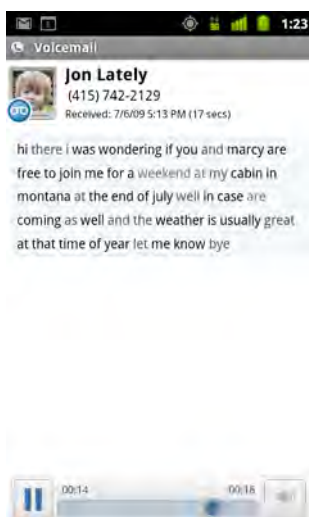 1:23
Voicemail
Jon Lately
(415) 742-2129
Received: 7/6/09 5:13 PM (17 secs)
hi there i was wondering if you and marcy are
free to join me for a weekend at my cabin in
montana at the end of july well in case are
coming as well and the weather is usually great
at that time of year let me know bye
00:14 00:18